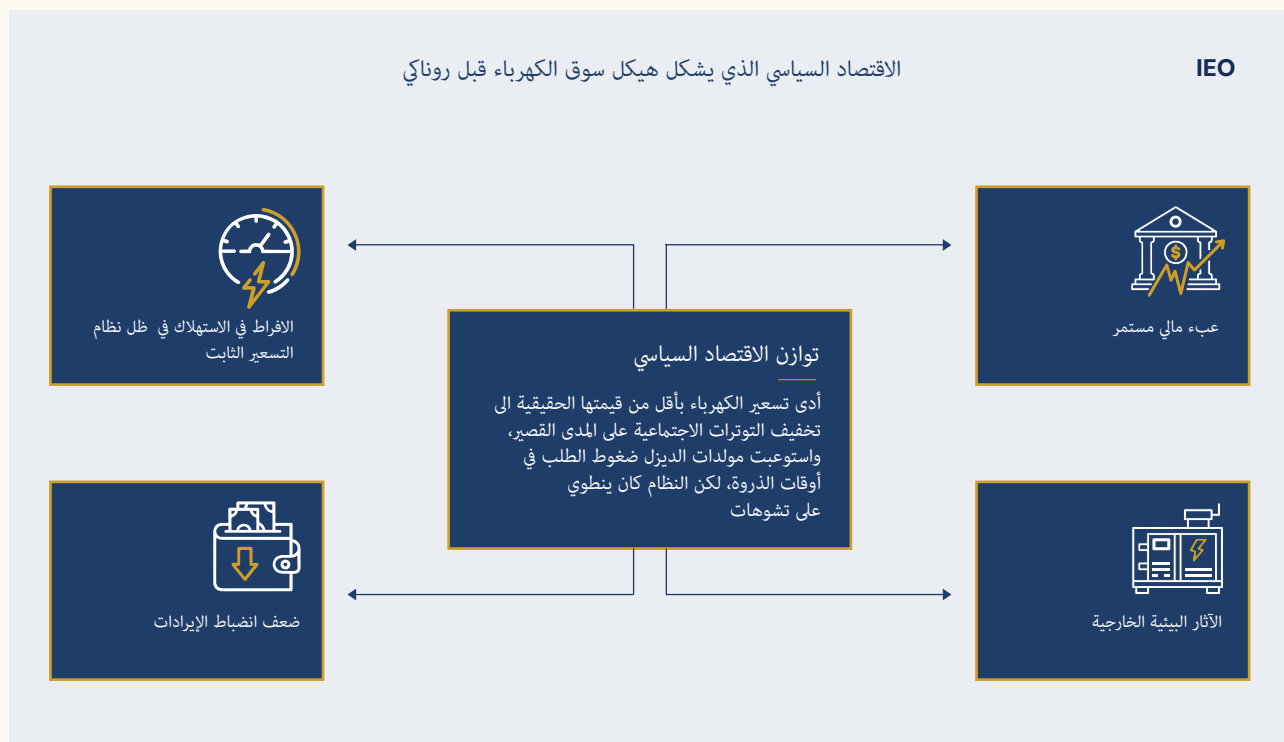 IEO
الاقتصاد السياسي الذي يشكل هيكل سوق الكهرباء قبل روناكي
عبء مالي مستمر
الافراط في الاستهلاك في ظل نظام
التسعير الثابت
توازن الاقتصاد السياسي
أدى تسعير الكهرباء بأقل من قيمتها الحقيقية الى
تخفيف التوترات الاجتماعية على المدى القصير،
واستوعبت مولدات الديزل ضغوط الطلب في
أوقات الذروة، لكن النظام كان ينطوي
على تشوهات
الآثار البيئية الخارجية
ضعف انضباط الإيرادات
$